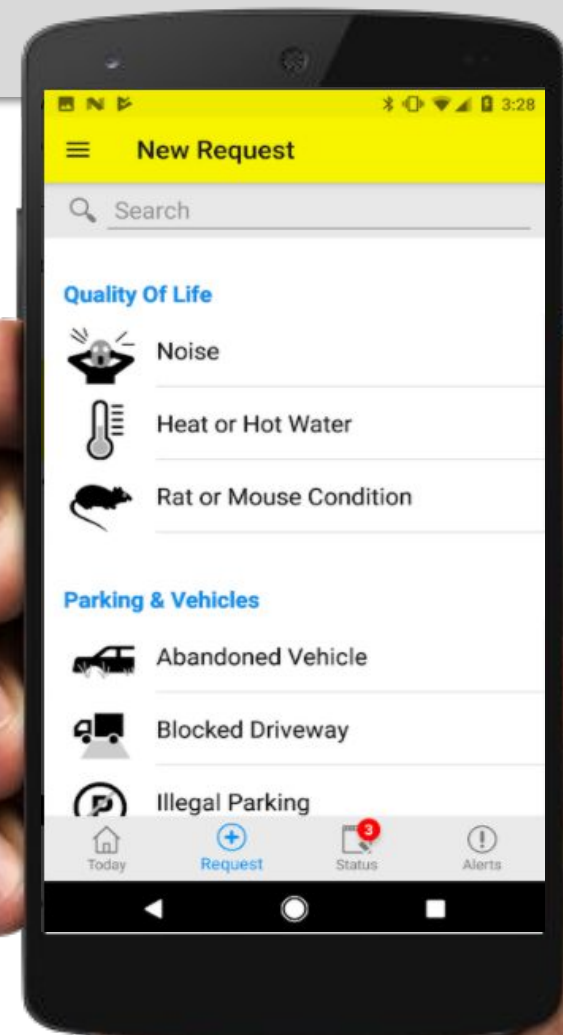 3:28
New Request
Search
Quality Of Life
Noise
Heat or Hot Water
Rat or Mouse Condition
Parking & Vehicles
Abandoned Vehicle
Blocked Driveway
Illegal Parking
3
Today
Request
Status
Alerts